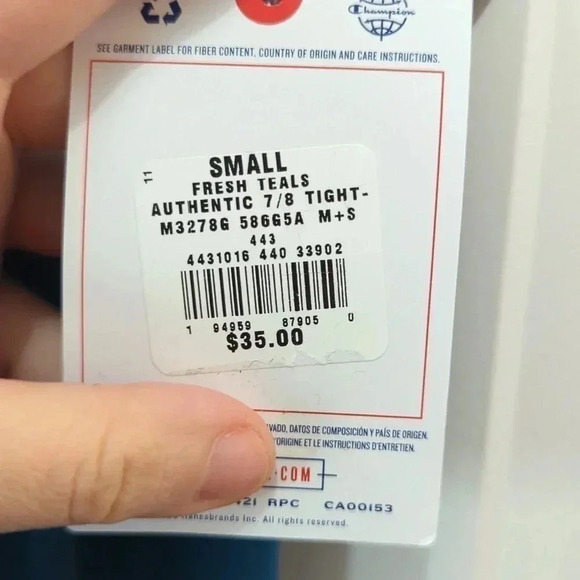 Champion
SEE GARMENT LABEL FOR FIBER CONTENT, COUNTRY OF ORIGIN AND CARE INSTRUCTIONS.
11
SMALL
FRESH TEALS
AUTHENTIC 7/8 TIGHT-
M3278G 586G5A M+S
443
4431016 440 33902
1 94959 87905 0
$35.00
DATOS DE COMPOSICIÓN Y PAÍS DE ORIGEN.
ET LE INSTRUCTIONS D'ENTRETIEN.
.COM
21 RPC CA00153
Inc. All rights reserved.